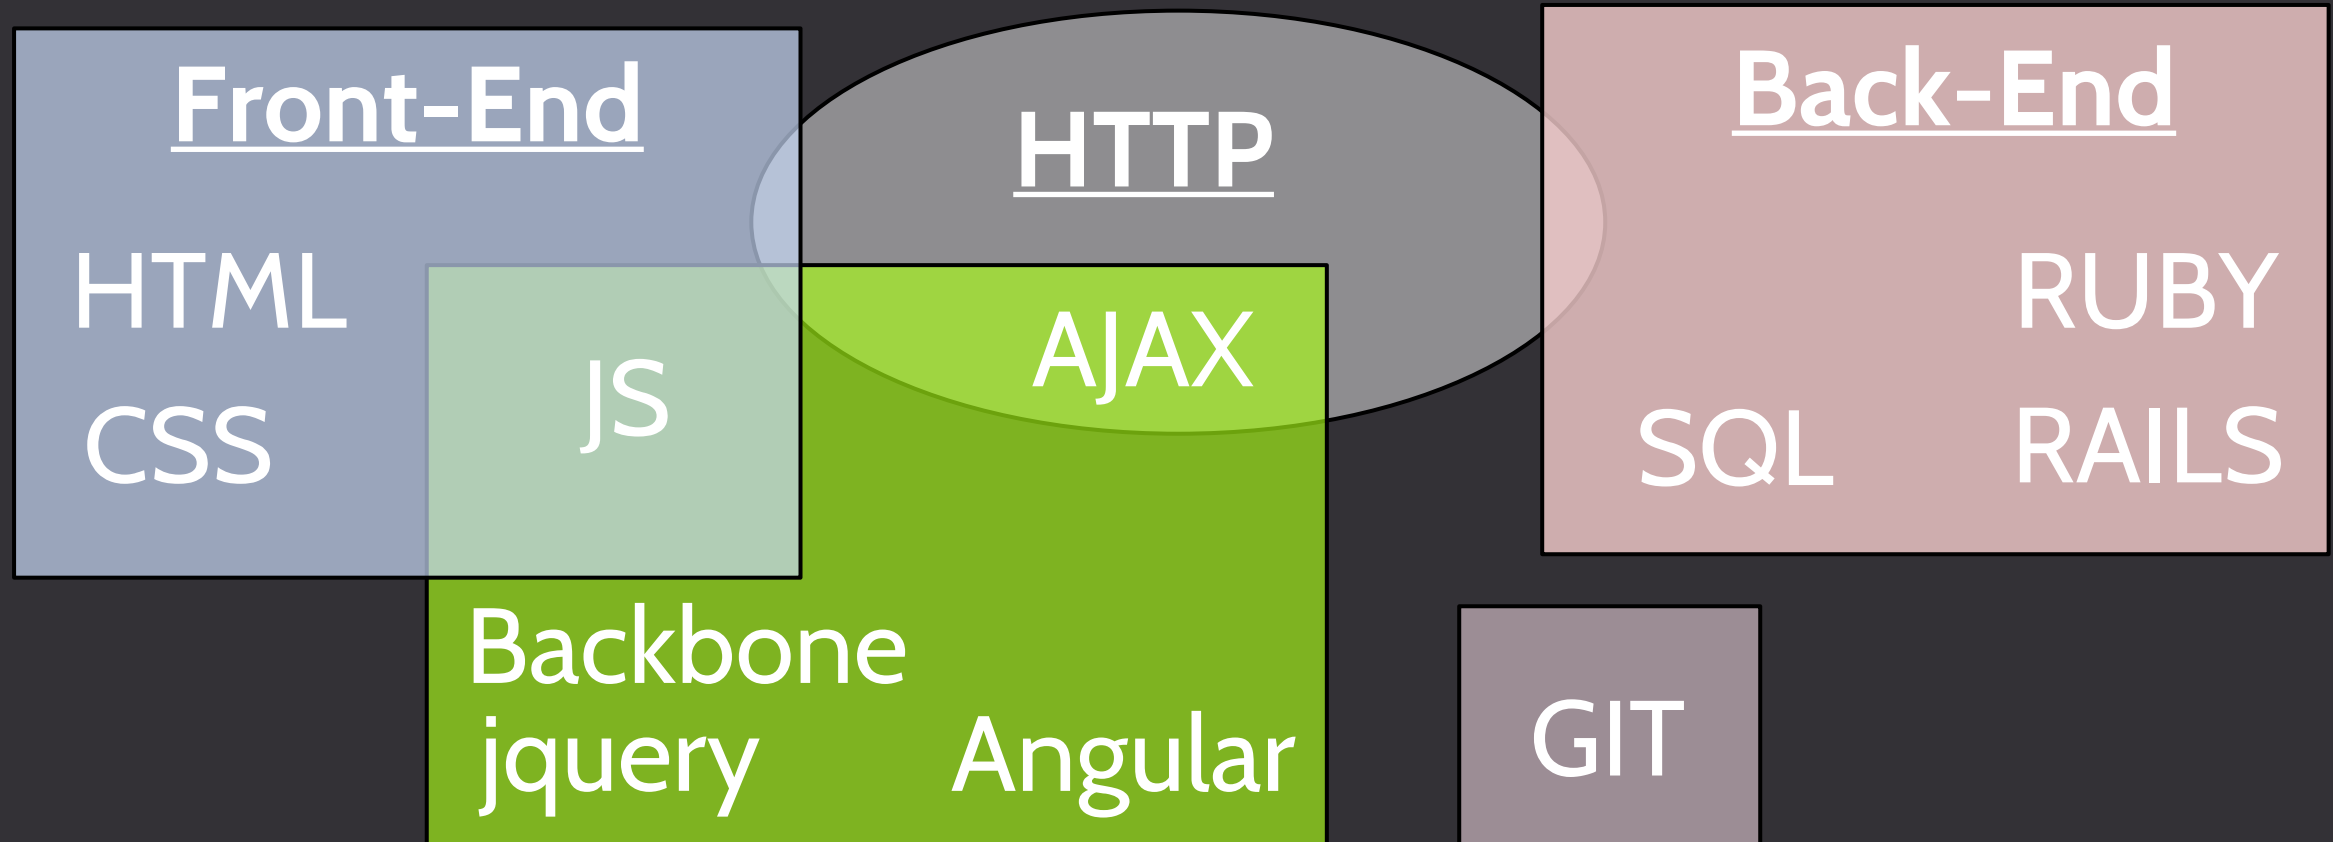 Front-End
HTML
CSS
JS
HTTP
AJAX
Backbone
jquery
Angular
Back-End
RUBY
SQL
RAILS
GIT